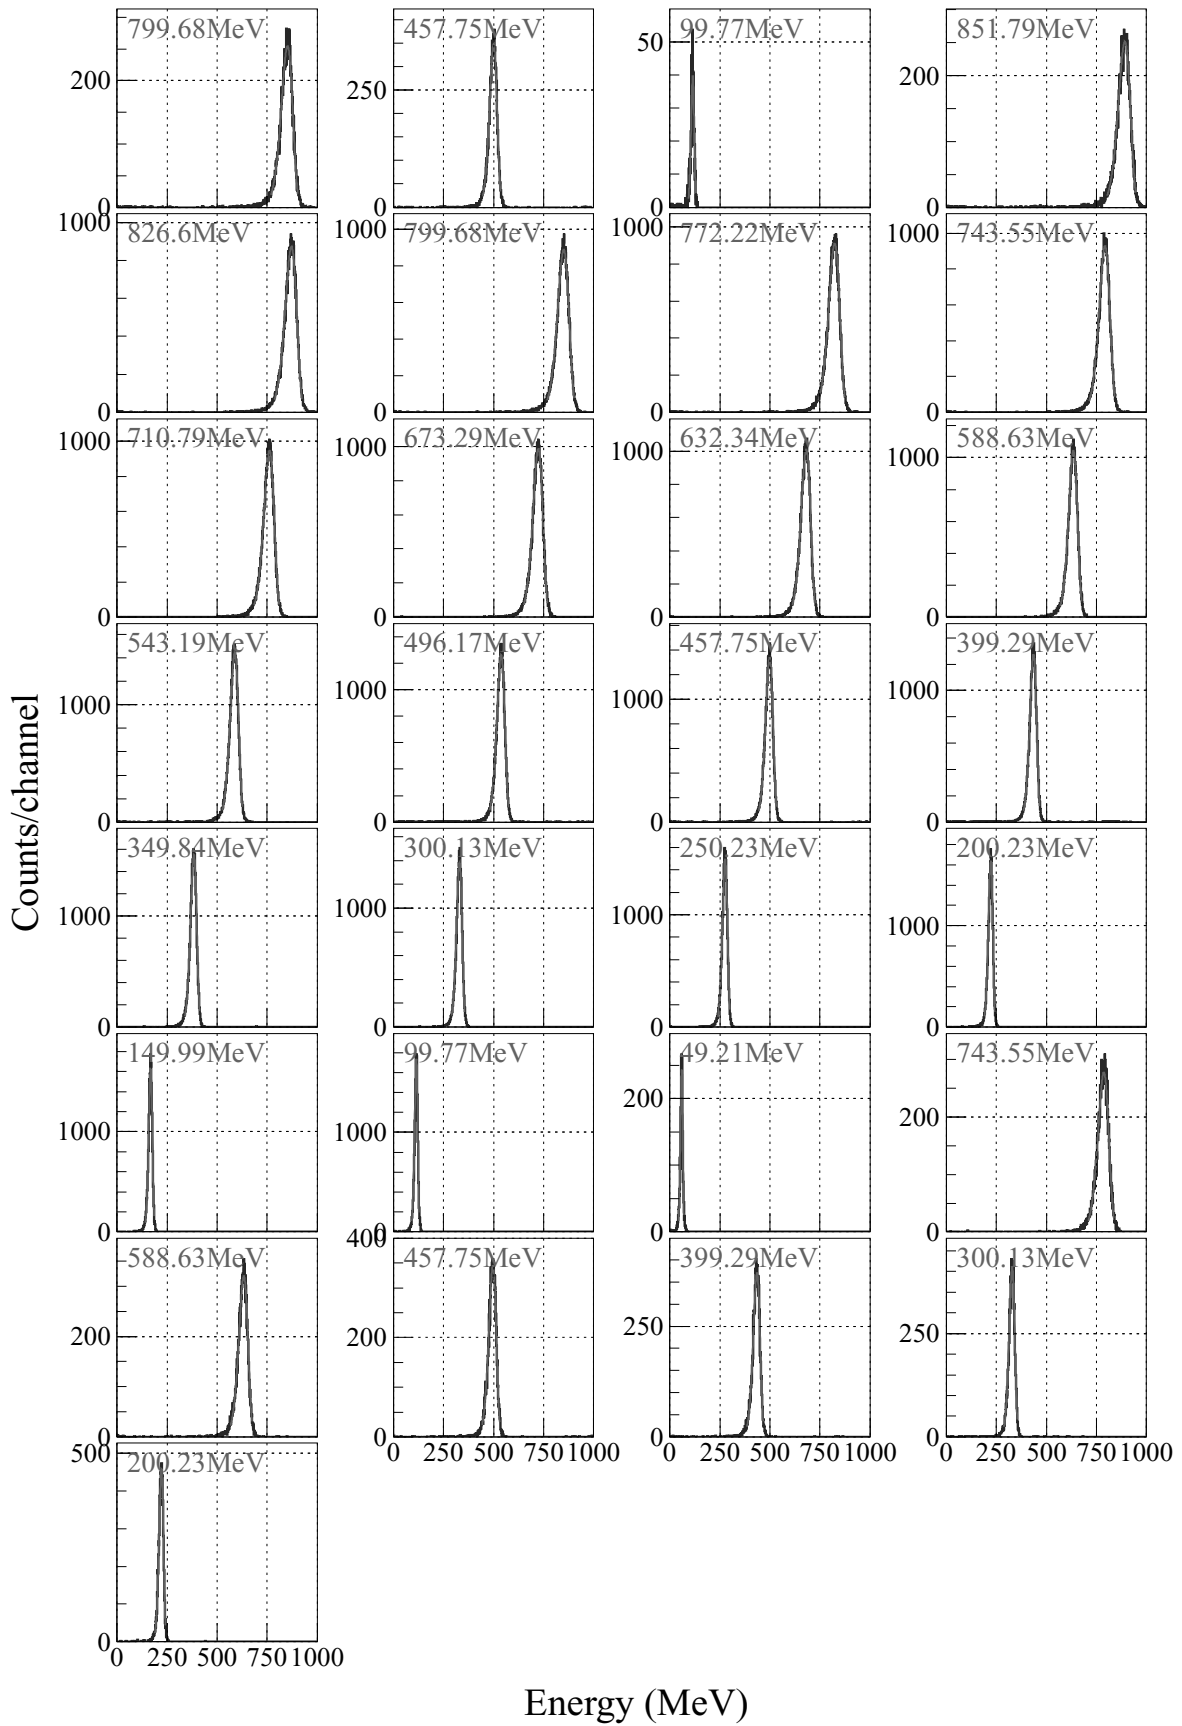 799.68MeV 457.75MeV 99.77MeV 851.79MeV
200 250 50 200
0 0 0 0
826.6MeV 799.68MeV 772.22MeV 743.55MeV
1000 1000 1000 1000
0 0 0 0
710.79MeV 673.29MeV 632.34MeV 588.63MeV
1000 1000 1000 1000
0 0 0 0
543.19MeV 496.17MeV 457.75MeV 399.29MeV
1000 1000 1000 1000
0 0 0 0
Counts/channel
349.84MeV 300.13MeV 250.23MeV 200.23MeV
1000 1000 1000 1000
0 0 0 0
149.99MeV 99.77MeV 49.21MeV 743.55MeV
1000 1000 200 200
0 0 0 0
588.63MeV 457.75MeV 399.29MeV 300.13MeV
400
200 200 250 250
0 0 0 0
0 250 500 750 1000 0 250 500 750 1000 0 250 500 750 1000
200.23MeV
500
0
0 250 500 750 1000
Energy (MeV)